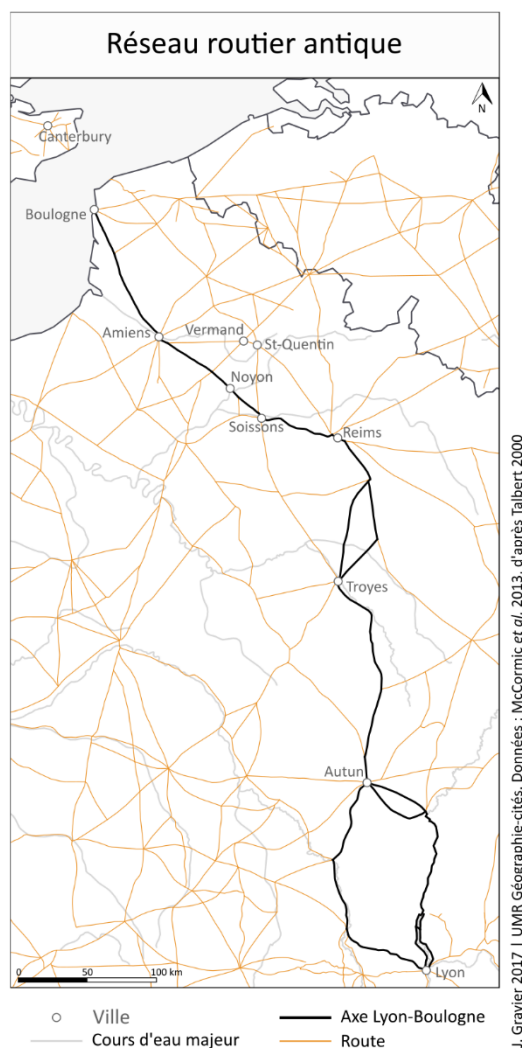 Réseau routier antique
N
Canterbury
Boulogne
Amiens
Vermand
St-Quentin
Noyon
Soissons
Reims
Troyes
Autun
Lyon
0 50 100 km
Ville
Axe Lyon-Boulogne
Cours d'eau majeur
Route
J. Gravier 2017 | UMR Géographie-cités. Données : McCormic et al. 2013, d'après Talbert 2000